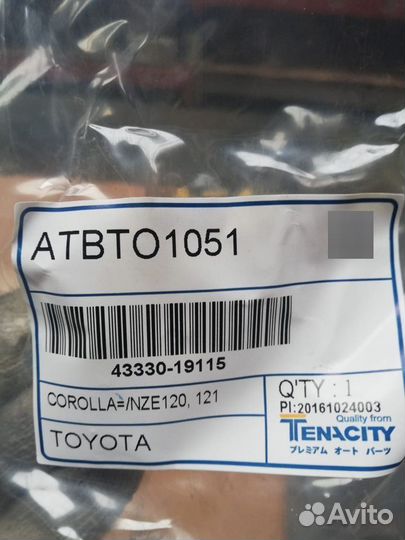 ATBTO1051
43330-19115
COROLLA=/NZE120, 121
TOYOTA
Q'TY : 1
PI:20161024003
Quality from
TENACITY
プレミアム オート パーツ
Avito